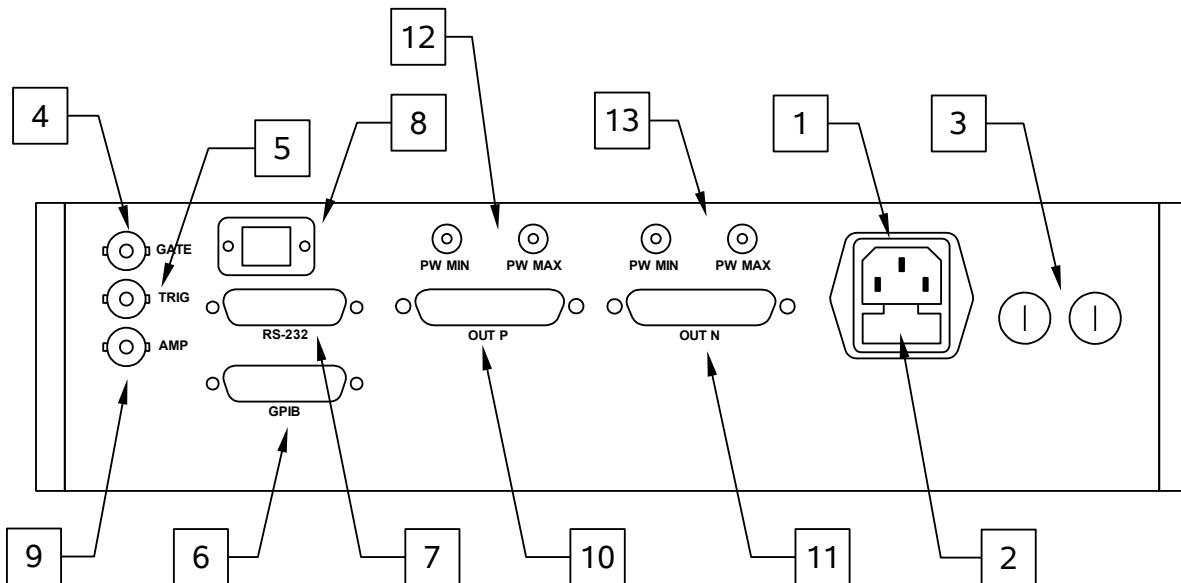 12
4
8
13
1
3
5
GATE
TRIG
AMP
RS-232
GPIB
PW MIN
PW MAX
OUT P
PW MIN
PW MAX
OUT N
9
6
7
10
11
2